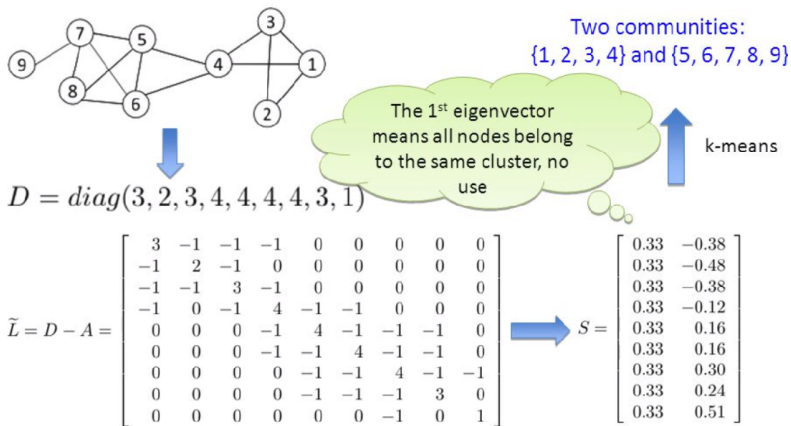 3
7
5
9
4
1
8
6
2
Two communities:
{1, 2, 3, 4} and {5, 6, 7, 8, 9}
The 1st eigenvector
means all nodes belong
to the same cluster, no
use
k-means
D = diag(3, 2, 3, 4, 4, 4, 4, 3, 1)
L̃ = D − A =
3 −1 −1 −1 0 0 0 0 0
−1 2 −1 0 0 0 0 0 0
−1 −1 3 −1 0 0 0 0 0
−1 0 −1 4 −1 −1 0 0 0
0 0 0 −1 4 −1 −1 −1 0
0 0 0 −1 −1 4 −1 −1 0
0 0 0 0 −1 −1 4 −1 −1
0 0 0 0 −1 −1 −1 3 0
0 0 0 0 0 0 −1 0 1
S =
0.33 −0.38
0.33 −0.48
0.33 −0.38
0.33 −0.12
0.33 0.16
0.33 0.16
0.33 0.30
0.33 0.24
0.33 0.51